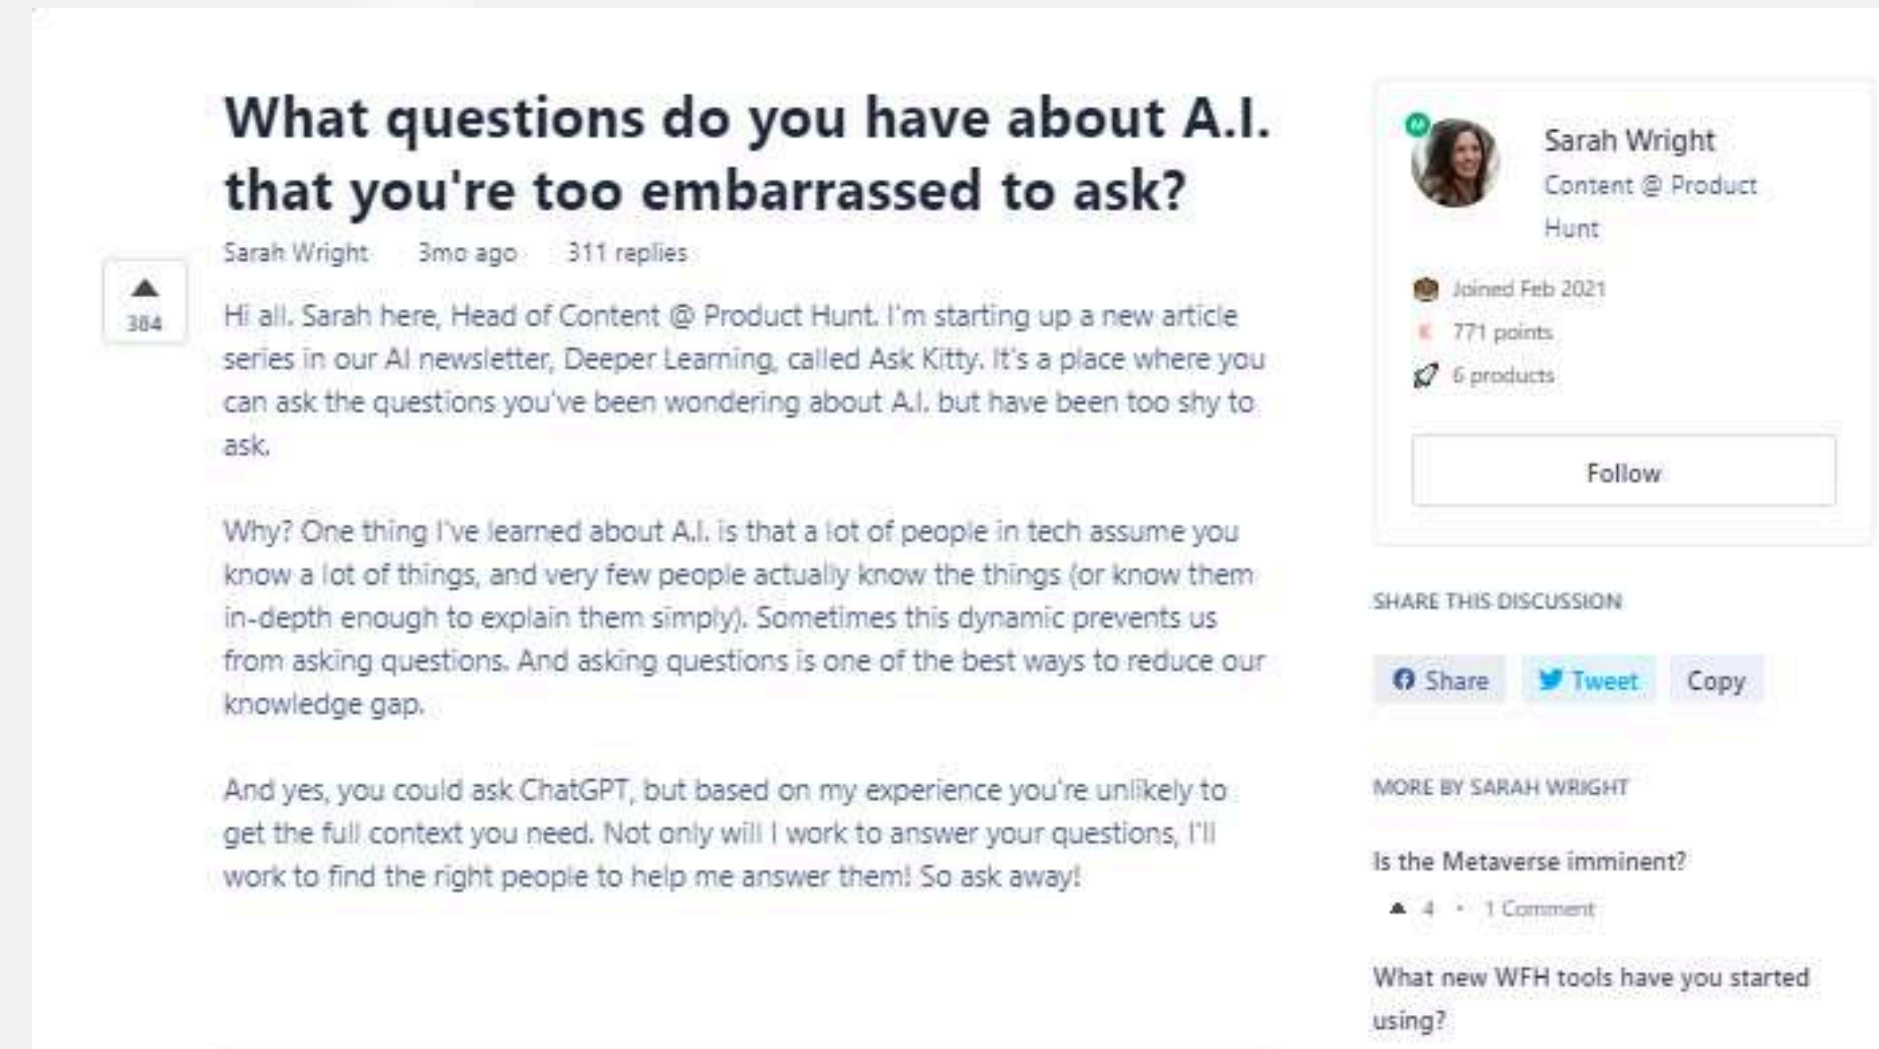 What questions do you have about A.I.
that you're too embarrassed to ask?
Sarah Wright 3mo ago 311 replies
384
Hi all. Sarah here, Head of Content @ Product Hunt. I'm starting up a new article
series in our AI newsletter, Deeper Learning, called Ask Kitty. It's a place where you
can ask the questions you've been wondering about A.I. but have been too shy to
ask.
Why? One thing I've learned about A.I. is that a lot of people in tech assume you
know a lot of things, and very few people actually know the things (or know them
in-depth enough to explain them simply). Sometimes this dynamic prevents us
from asking questions. And asking questions is one of the best ways to reduce our
knowledge gap.
And yes, you could ask ChatGPT, but based on my experience you're unlikely to
get the full context you need. Not only will I work to answer your questions, I'll
work to find the right people to help me answer them! So ask away!
M
Sarah Wright
Content @ Product
Hunt
Joined Feb 2021
K 771 points
6 products
Follow
SHARE THIS DISCUSSION
Share Tweet Copy
MORE BY SARAH WRIGHT
Is the Metaverse imminent?
4 • 1 Comment
What new WFH tools have you started
using?